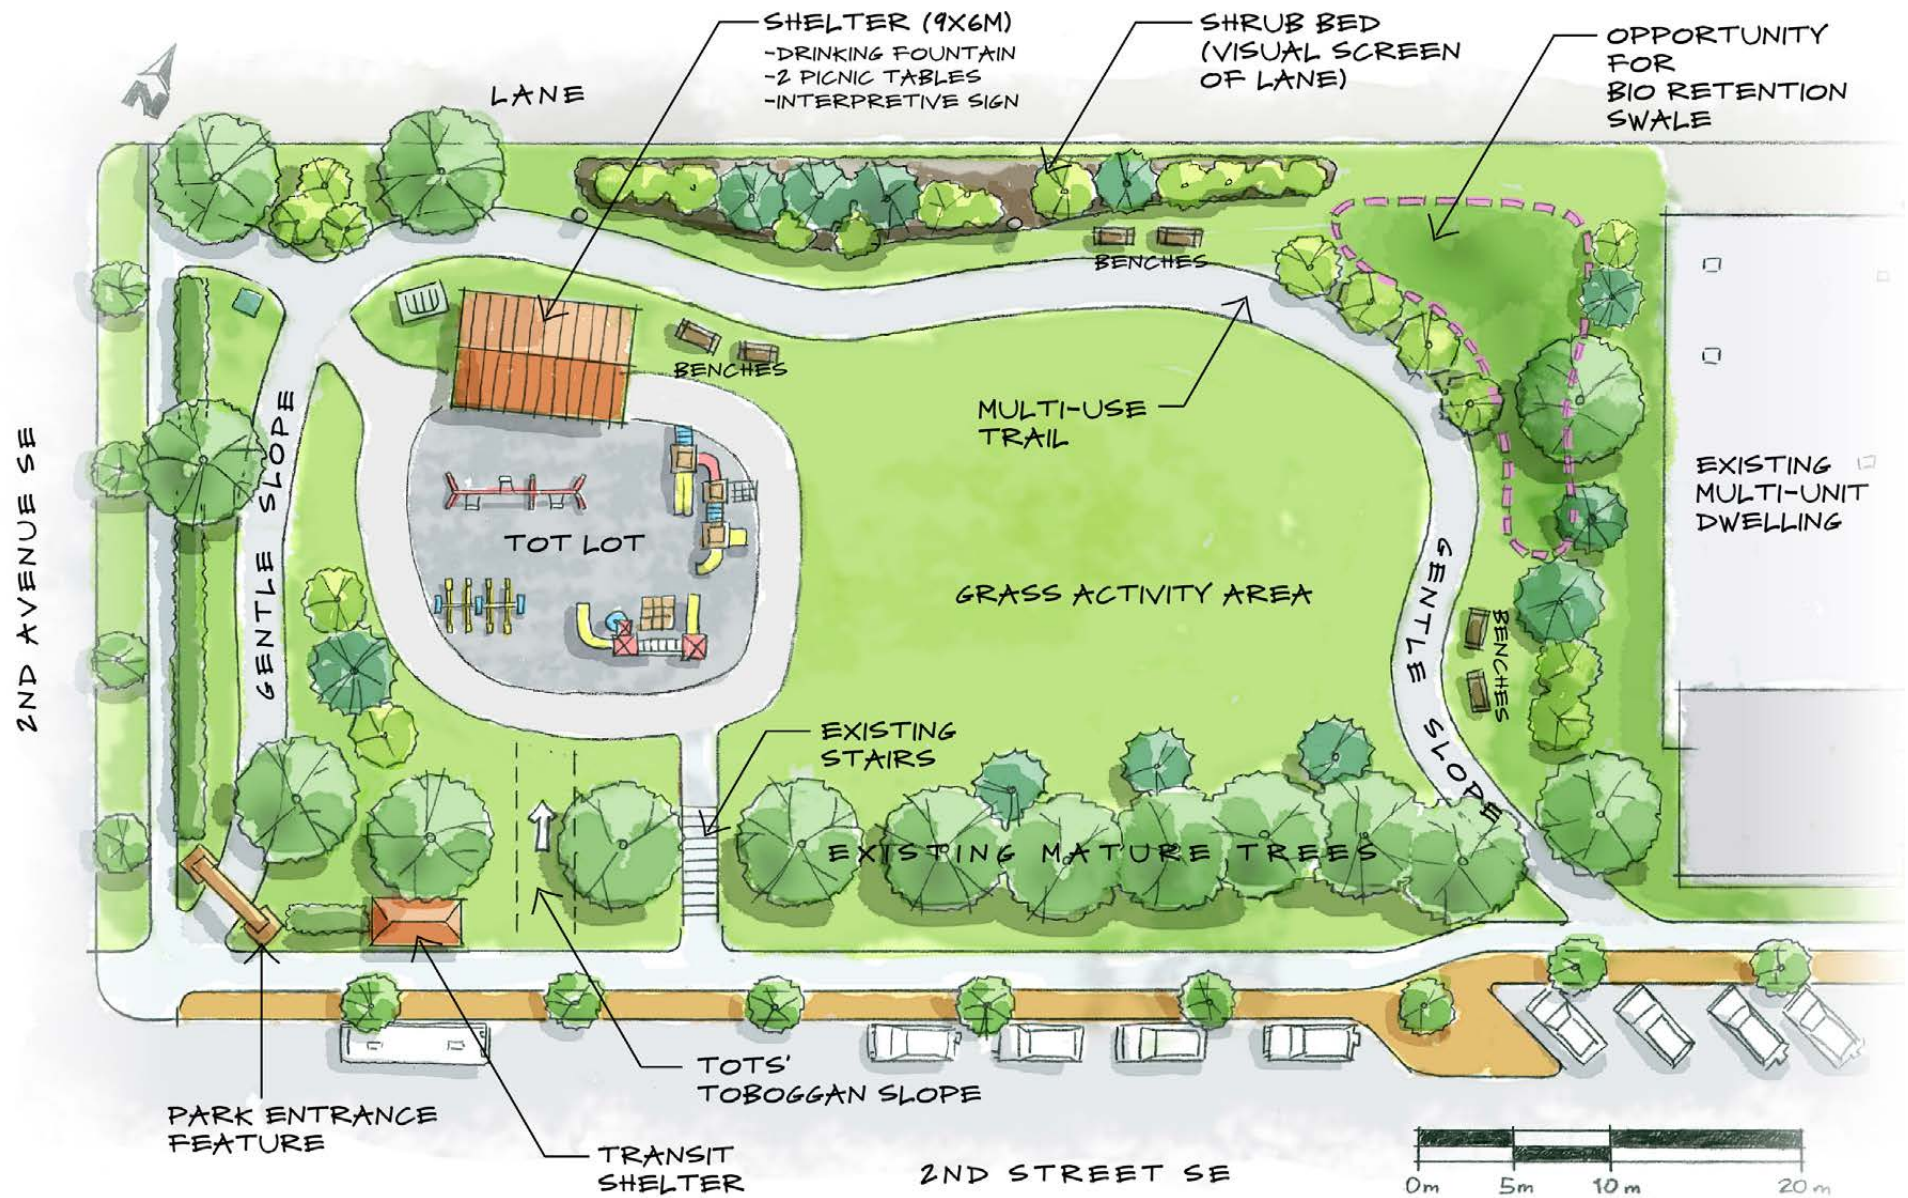 SHELTER (9X6M)
-DRINKING FOUNTAIN
-2 PICNIC TABLES
-INTERPRETIVE SIGN
SHRUB BED
(VISUAL SCREEN
OF LANE)
OPPORTUNITY
FOR
BIO RETENTION
SWALE
N
LANE
BENCHES
BENCHES
MULTI-USE
TRAIL
2ND AVENUE SE
GENTLE SLOPE
TOT LOT
EXISTING
MULTI-UNIT
DWELLING
GRASS ACTIVITY AREA
GENTLE SLOPE
BENCHES
EXISTING
STAIRS
EXISTING MATURE TREES
TOTS'
TOBOGGAN SLOPE
PARK ENTRANCE
FEATURE
TRANSIT
SHELTER
2ND STREET SE
0m 5m 10m 20m